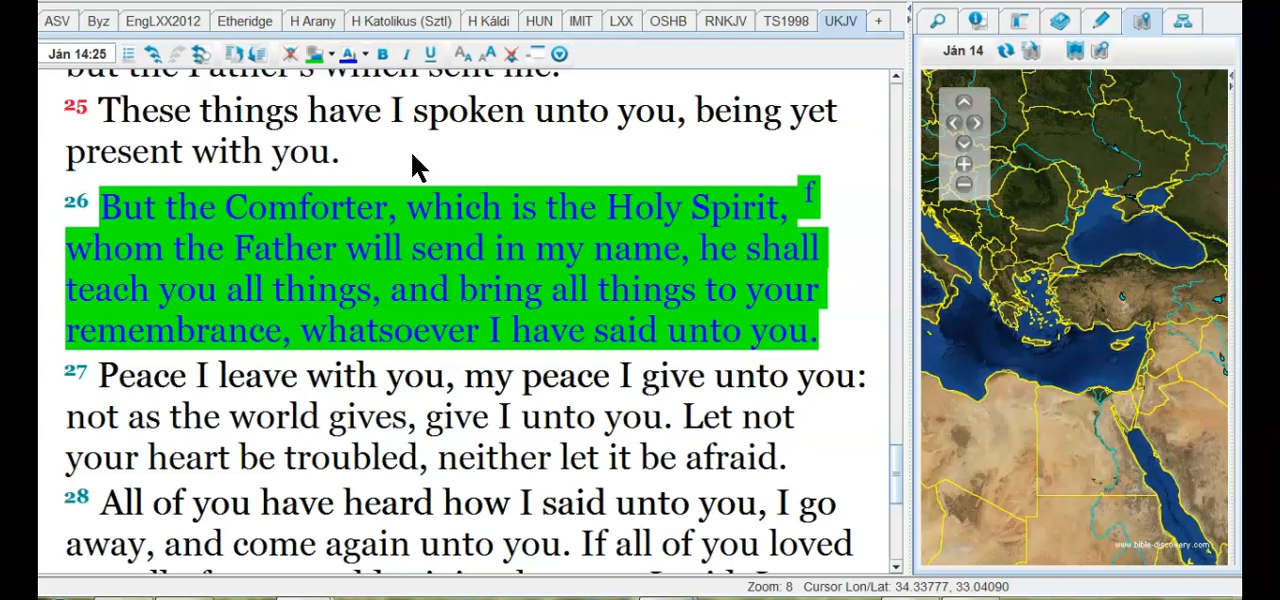 ASV Byz EngLXX2012 Etheridge H Arany H Katolikus (Sztl) H Káldi HUN IMIT LXX OSHB RNKJV TS1998 UKJV +
Ján 14:25
Ján 14
but the Father's which sent me.
25 These things have I spoken unto you, being yet
present with you.
26 But the Comforter, which is the Holy Spirit, f
whom the Father will send in my name, he shall
teach you all things, and bring all things to your
remembrance, whatsoever I have said unto you.
27 Peace I leave with you, my peace I give unto you:
not as the world gives, give I unto you. Let not
your heart be troubled, neither let it be afraid.
28 All of you have heard how I said unto you, I go
away, and come again unto you. If all of you loved
www.bible-discovery.com
Zoom: 8 Cursor Lon/Lat: 34.33777, 33.04090